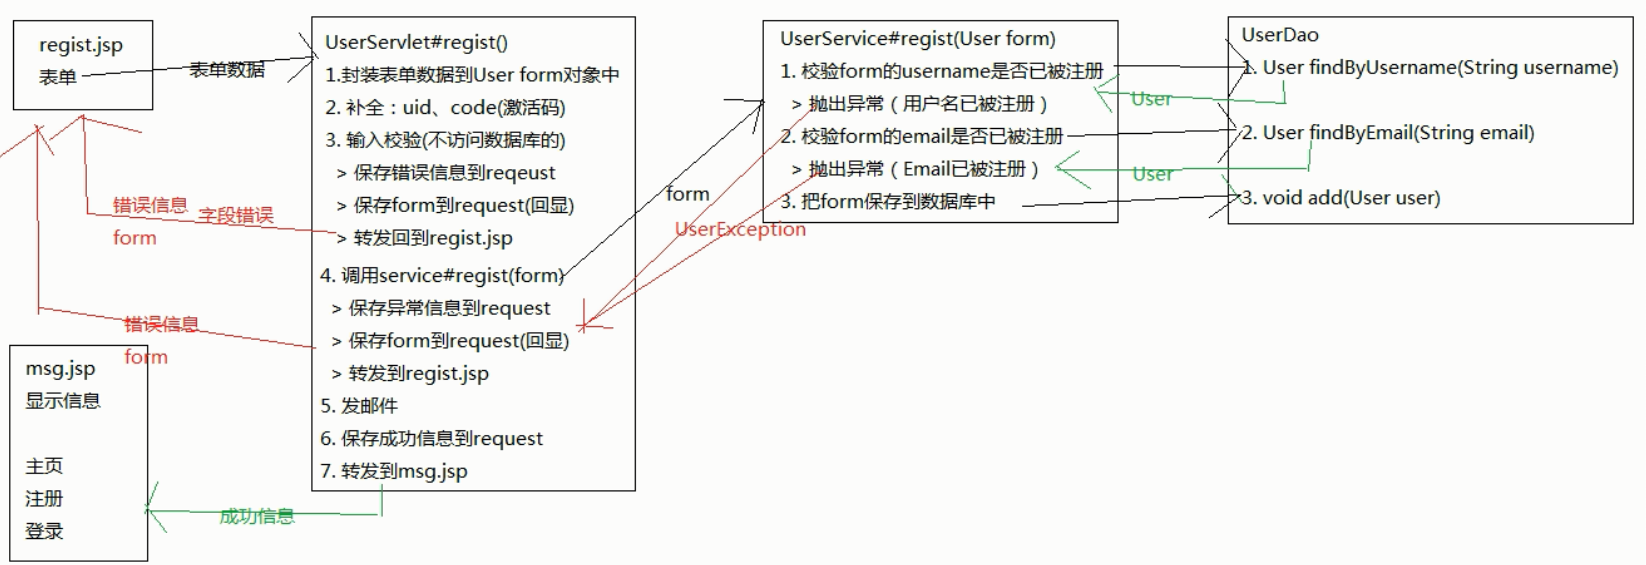 regist.jsp
表单
表单数据
UserServlet#regist()
1.封装表单数据到User form对象中
2. 补全：uid、code(激活码)
3. 输入校验(不访问数据库的)
> 保存错误信息到reqeust
> 保存form到request(回显)
> 转发回到regist.jsp
4. 调用service#regist(form)
> 保存异常信息到request
> 保存form到request(回显)
> 转发到regist.jsp
5. 发邮件
6. 保存成功信息到request
7. 转发到msg.jsp
错误信息
字段错误
form
错误信息
form
msg.jsp
显示信息
主页
注册
登录
成功信息
form
UserException
UserService#regist(User form)
1. 校验form的username是否已被注册
> 抛出异常（用户名已被注册）
2. 校验form的email是否已被注册
> 抛出异常（Email已被注册）
3. 把form保存到数据库中
User
User
UserDao
1. User findByUsername(String username)
2. User findByEmail(String email)
3. void add(User user)